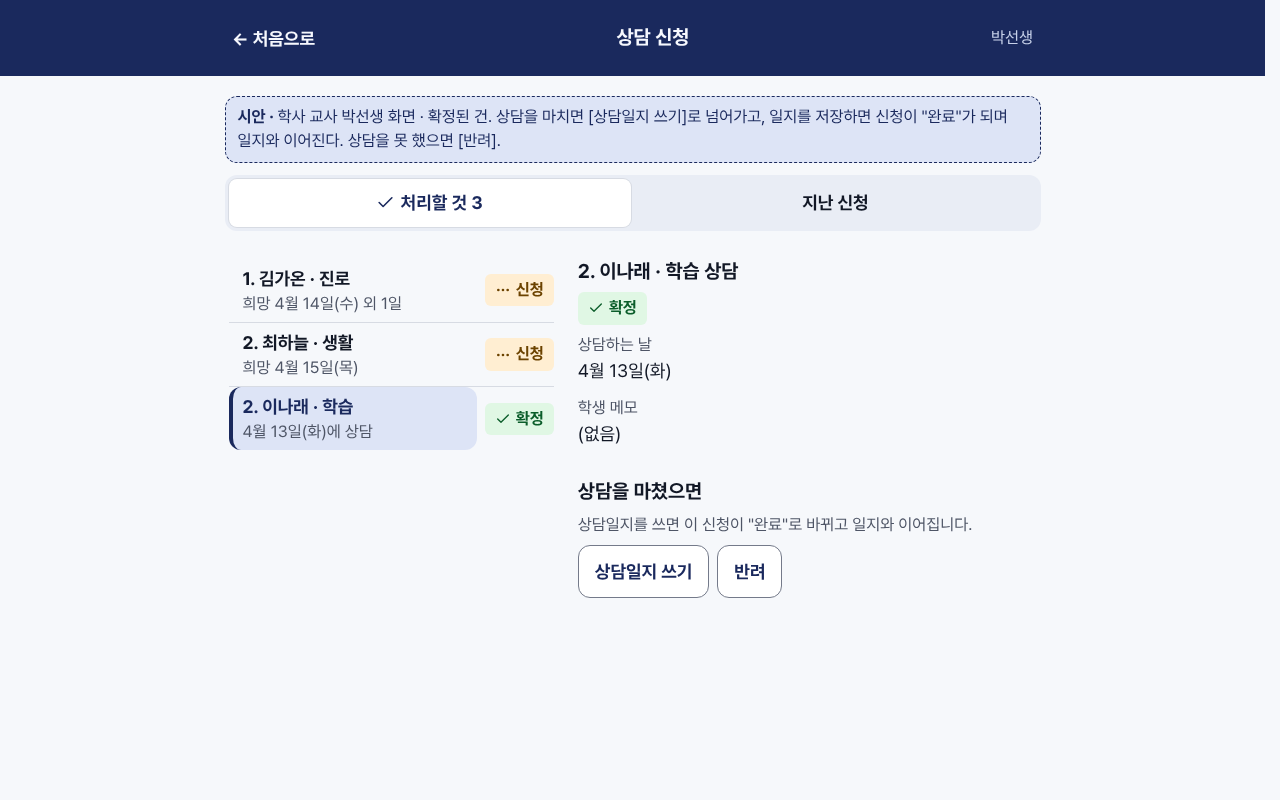 ← 처음으로
상담 신청
박선생
시안 · 학사 교사 박선생 화면 · 확정된 건. 상담을 마치면 [상담일지 쓰기]로 넘어가고, 일지를 저장하면 신청이 "완료"가 되며
일지와 이어진다. 상담을 못 했으면 [반려].
✓ 처리할 것 3
지난 신청
1. 김가온 · 진로
희망 4월 14일(수) 외 1일
··· 신청
2. 최하늘 · 생활
희망 4월 15일(목)
··· 신청
2. 이나래 · 학습
4월 13일(화)에 상담
✓ 확정
2. 이나래 · 학습 상담
✓ 확정
상담하는 날
4월 13일(화)
학생 메모
(없음)
상담을 마쳤으면
상담일지를 쓰면 이 신청이 "완료"로 바뀌고 일지와 이어집니다.
상담일지 쓰기
반려